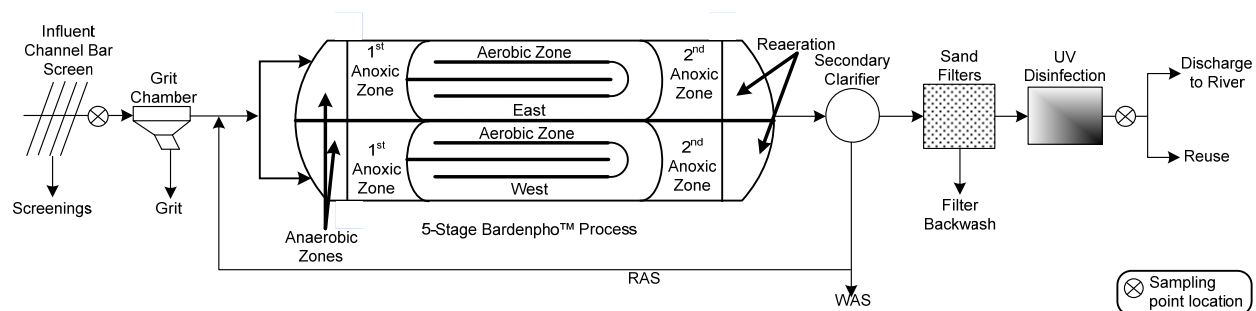 Influent
Channel Bar
Screen
Grit
Chamber
Screenings
Grit
1st
Anoxic
Zone
Aerobic Zone
East
2nd
Anoxic
Zone
1st
Anoxic
Zone
Aerobic Zone
West
2nd
Anoxic
Zone
Reaeration
Anaerobic
Zones
5-Stage Bardenpho™ Process
Secondary
Clarifier
Sand
Filters
UV
Disinfection
Discharge
to River
Reuse
Filter
Backwash
RAS
WAS
Sampling
point location